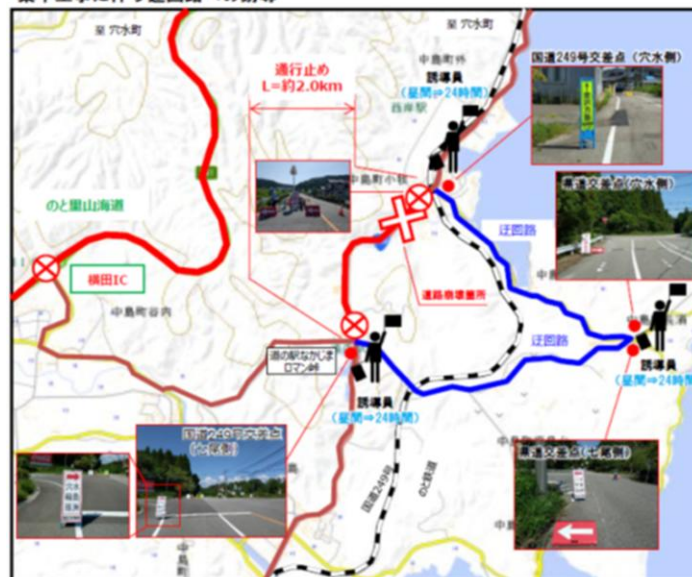 至 穴水町
至 穴水町
中島町外
国道249号交差点(穴水側)
通行止め
L=約2.0km
誘導員
(昼間⇒24時間)
西岸駅
県道交差点(穴水側)
中島町小牧
のと里山海道
迂回路
横田IC
道路崩壊箇所
中島町谷内
迂回路
道の駅なかじま
ロマン峠
誘導員
(昼間⇒24時間)
誘導員
(昼間⇒24時間)
国道249号交差点
(七尾側)
県道交差点(七尾側)
国道249号
のと鉄道
中島町